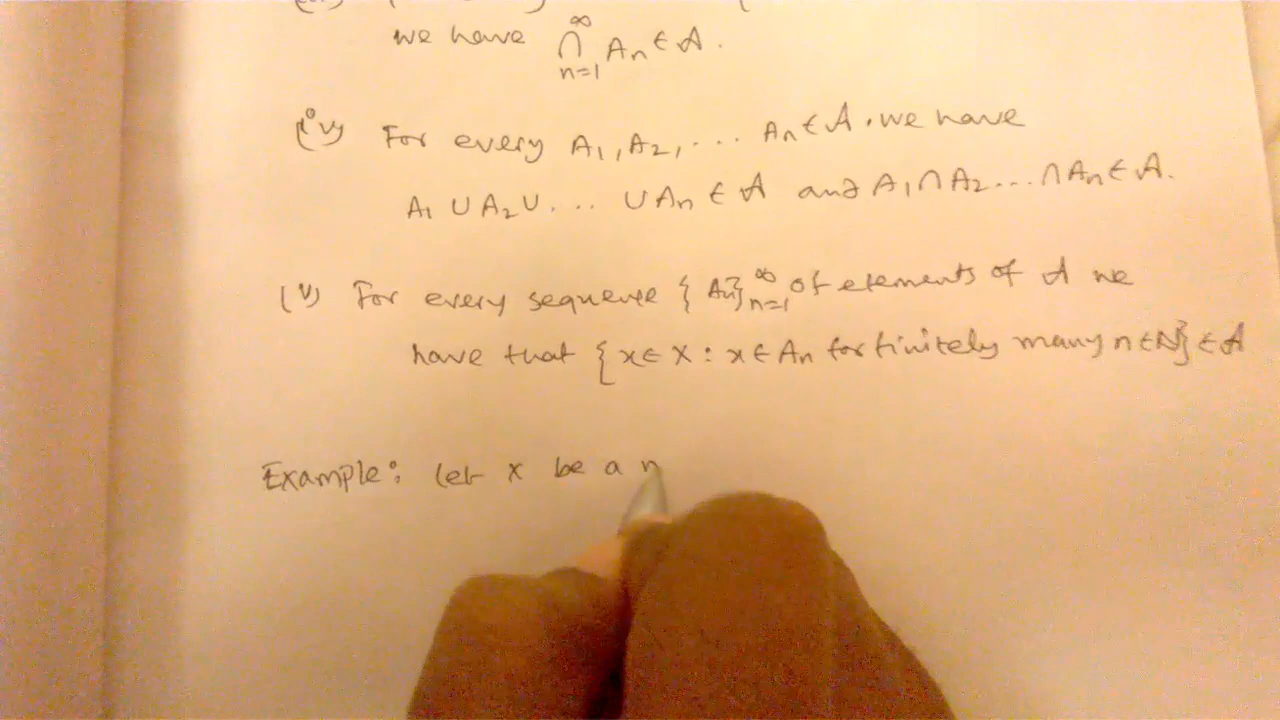 we have ∞∩n=1 An ∈ 𝒜.
(iv) For every A1, A2, ... An ∈ 𝒜, we have
A1 ∪ A2 ∪ .... ∪ An ∈ 𝒜 and A1 ∩ A2 ... ∩ An ∈ 𝒜.
(v) For every sequence {An}∞n=1 of elements of 𝒜 we
have that {x ∈ X : x ∈ An for finitely many n ∈ N} ∈ 𝒜
Example: let x be a n